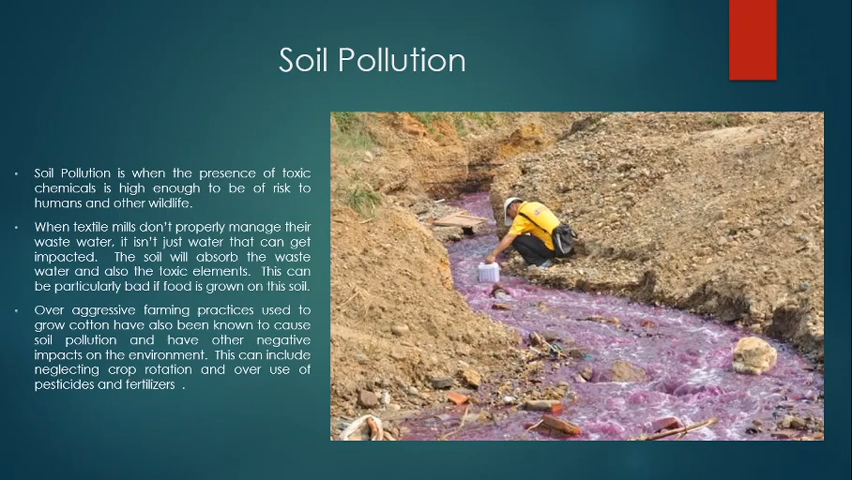 Soil Pollution
Soil Pollution is when the presence of toxic
chemicals is high enough to be of risk to
humans and other wildlife.
When textile mills don't properly manage their
waste water, it isn't just water that can get
impacted. The soil will absorb the waste
water and also the toxic elements. This can
be particularly bad if food is grown on this soil.
Over aggressive farming practices used to
grow cotton have also been known to cause
soil pollution and have other negative
impacts on the environment. This can include
neglecting crop rotation and over use of
pesticides and fertilizers .